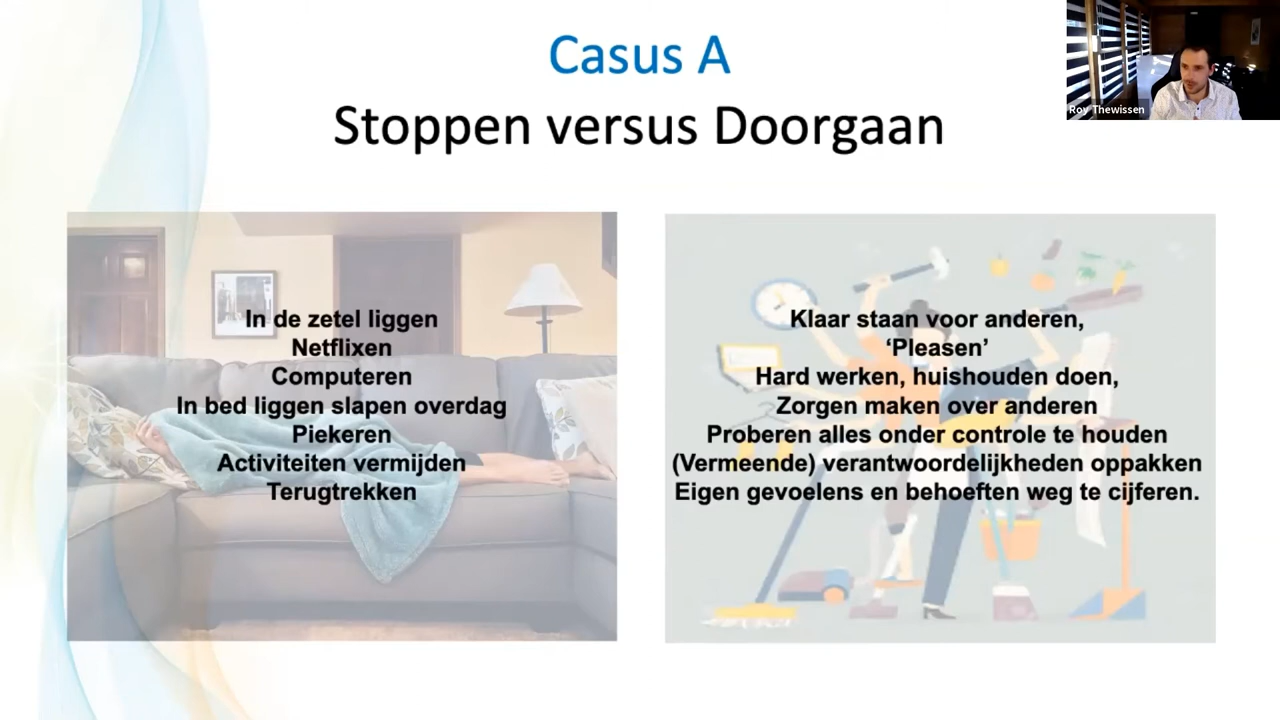 Casus A
Stoppen versus Doorgaan
Roy Thewissen
In de zetel liggen
Netflixen
Computeren
In bed liggen slapen overdag
Piekeren
Activiteiten vermijden
Terugtrekken
Klaar staan voor anderen,
‘Pleasen’
Hard werken, huishouden doen,
Zorgen maken over anderen
Proberen alles onder controle te houden
(Vermeende) verantwoordelijkheden oppakken
Eigen gevoelens en behoeften weg te cijferen.